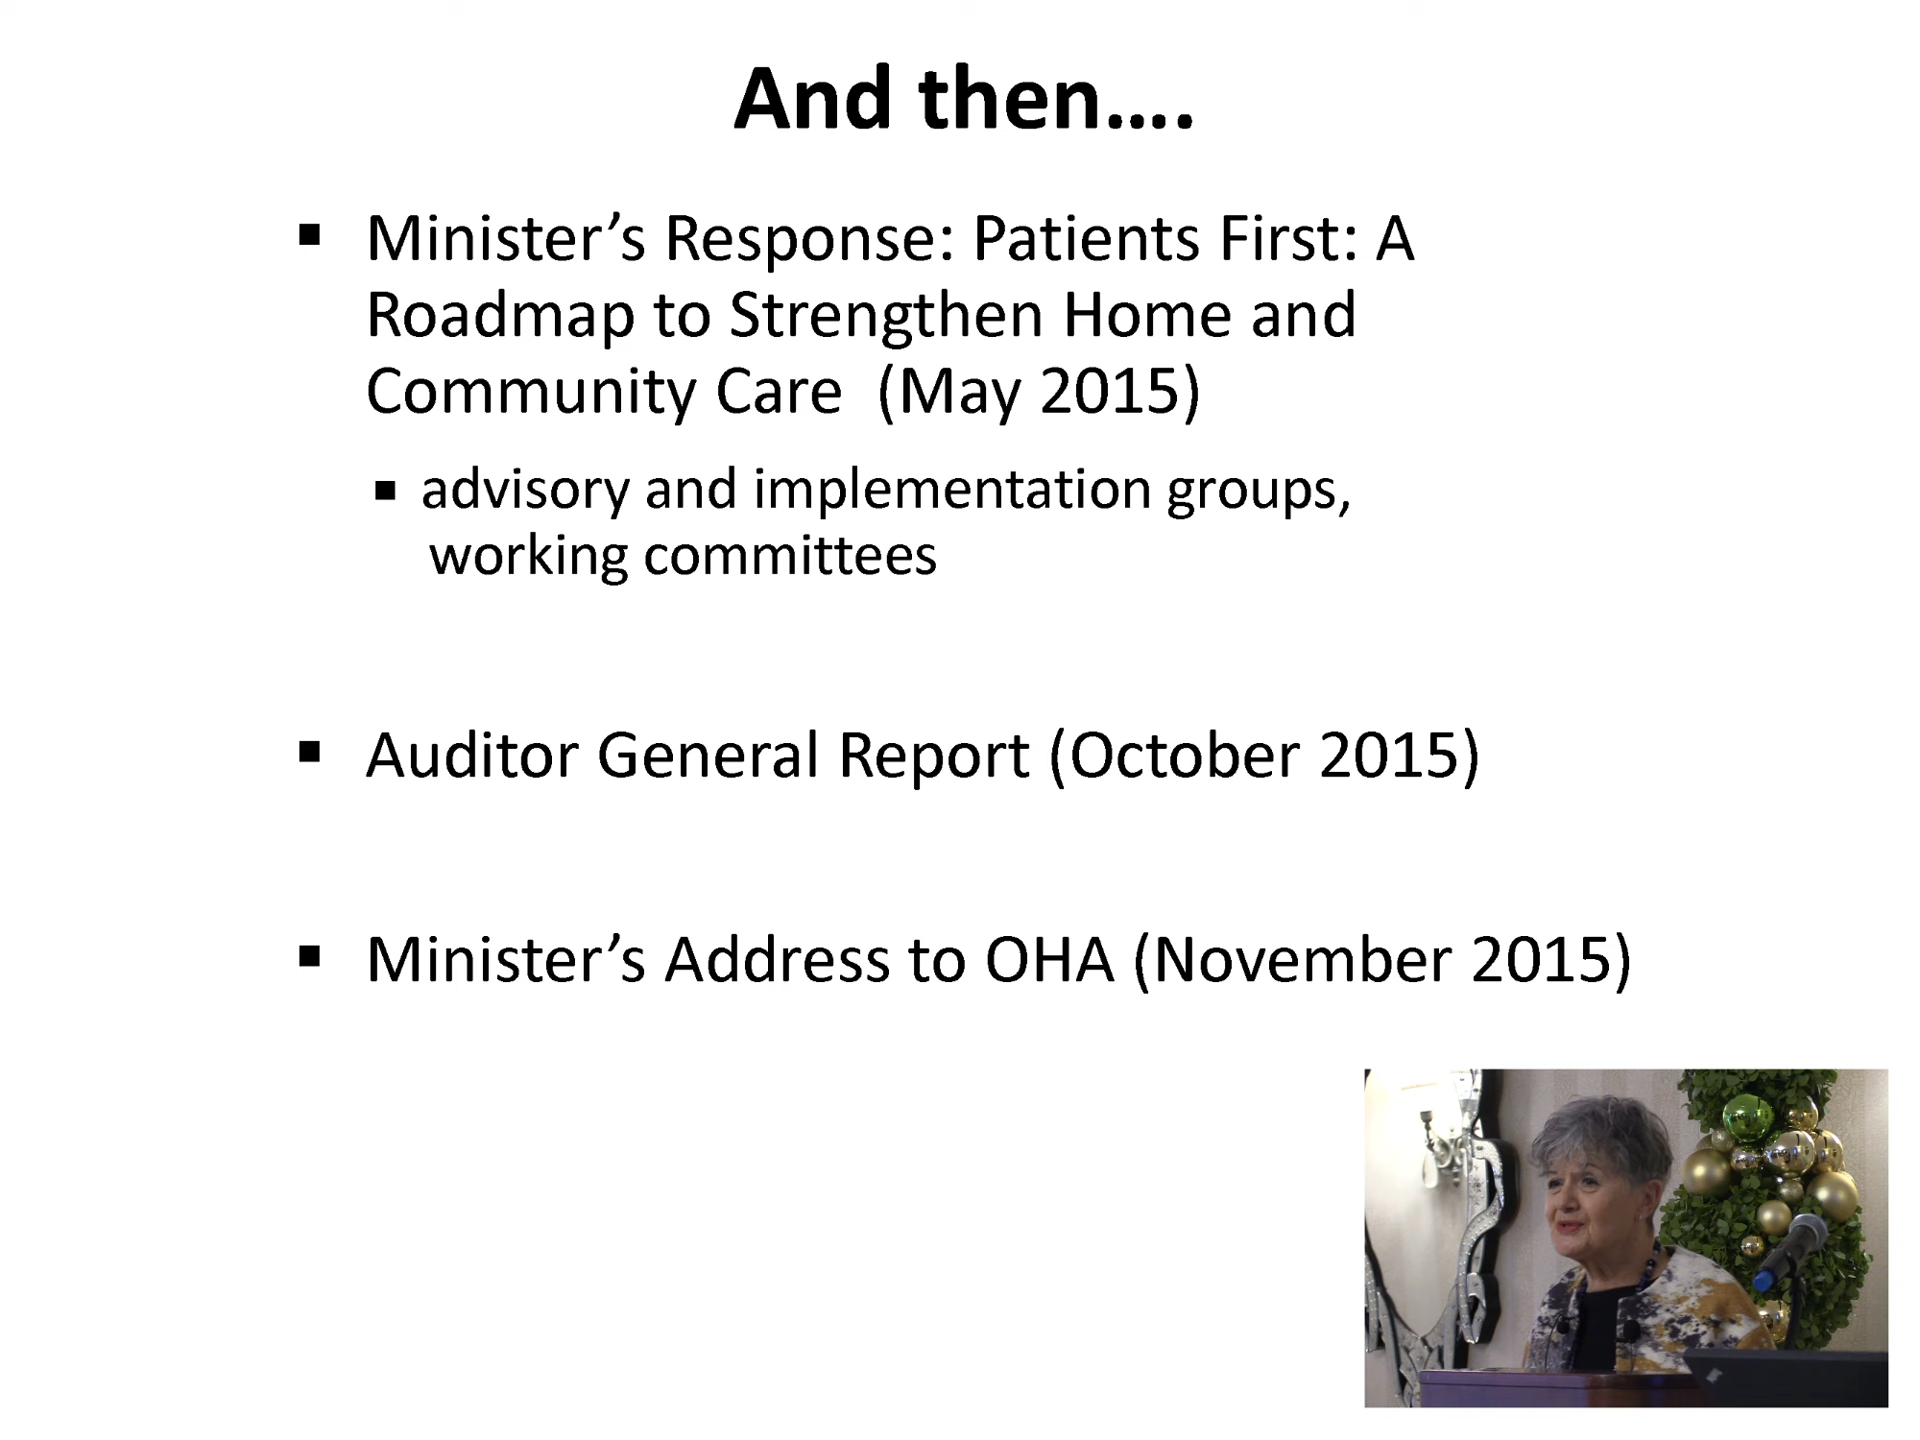 And then….
▪ Minister’s Response: Patients First: A
Roadmap to Strengthen Home and
Community Care  (May 2015)
▪ advisory and implementation groups,
working committees
▪ Auditor General Report (October 2015)
▪ Minister’s Address to OHA (November 2015)